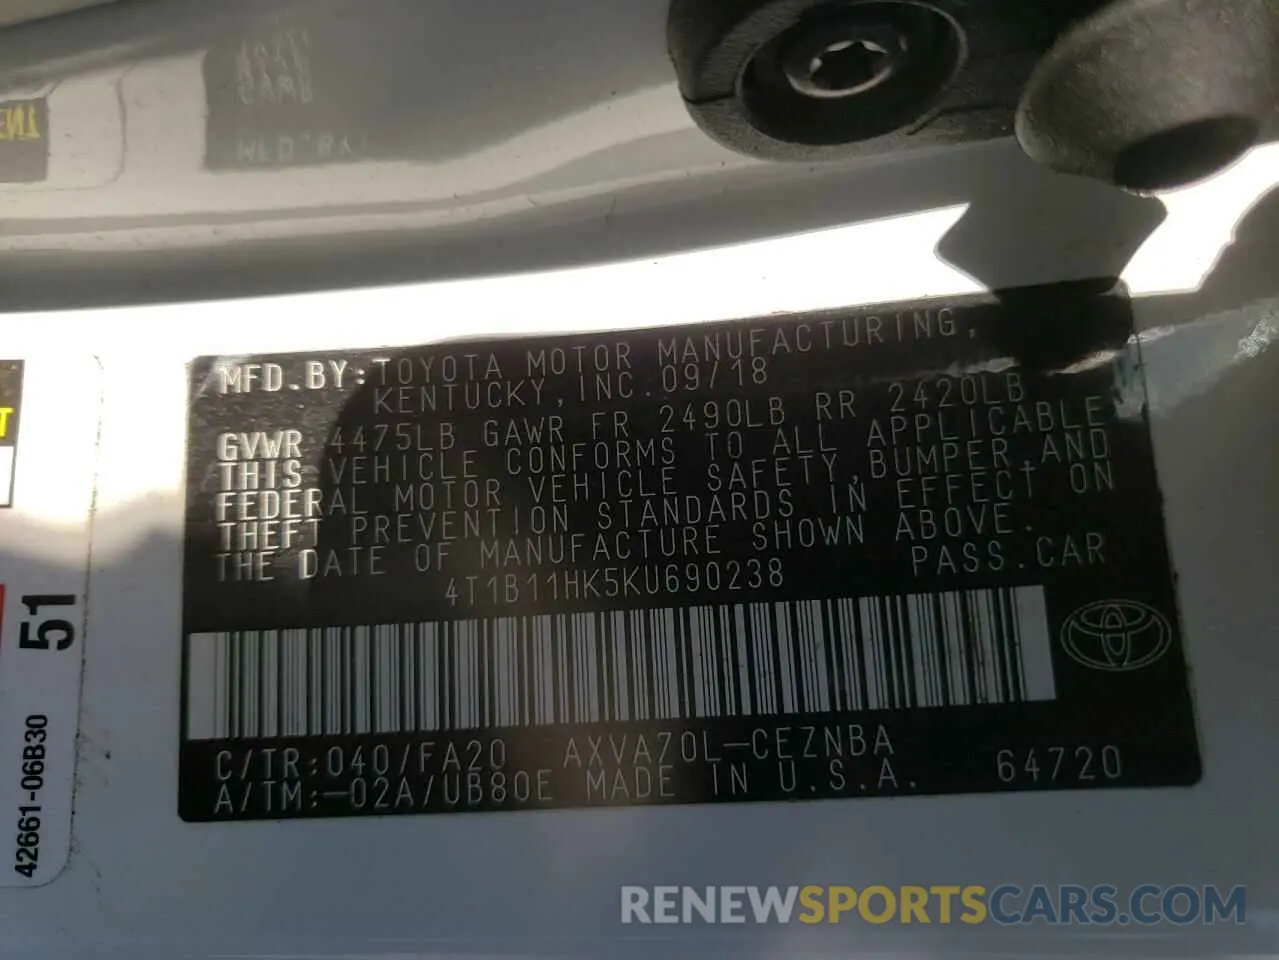 MFD.BY:TOYOTA MOTOR MANUFACTURING,
KENTUCKY,INC.09/18
GVWR 4475LB GAWR FR 2490LB RR 2420LB
THIS VEHICLE CONFORMS TO ALL APPLICABLE
FEDERAL MOTOR VEHICLE SAFETY,BUMPER,AND
THEFT PREVENTION STANDARDS IN EFFECT ON
THE DATE OF MANUFACTURE SHOWN ABOVE.
4T1B11HK5KU690238 PASS.CAR
C/TR:040/FA20 AXVA70L-CEZNBA
A/TM:-02A/UB80E MADE IN U.S.A. 64720
51
42661-06B30
RENEWSPORTSCARS.COM